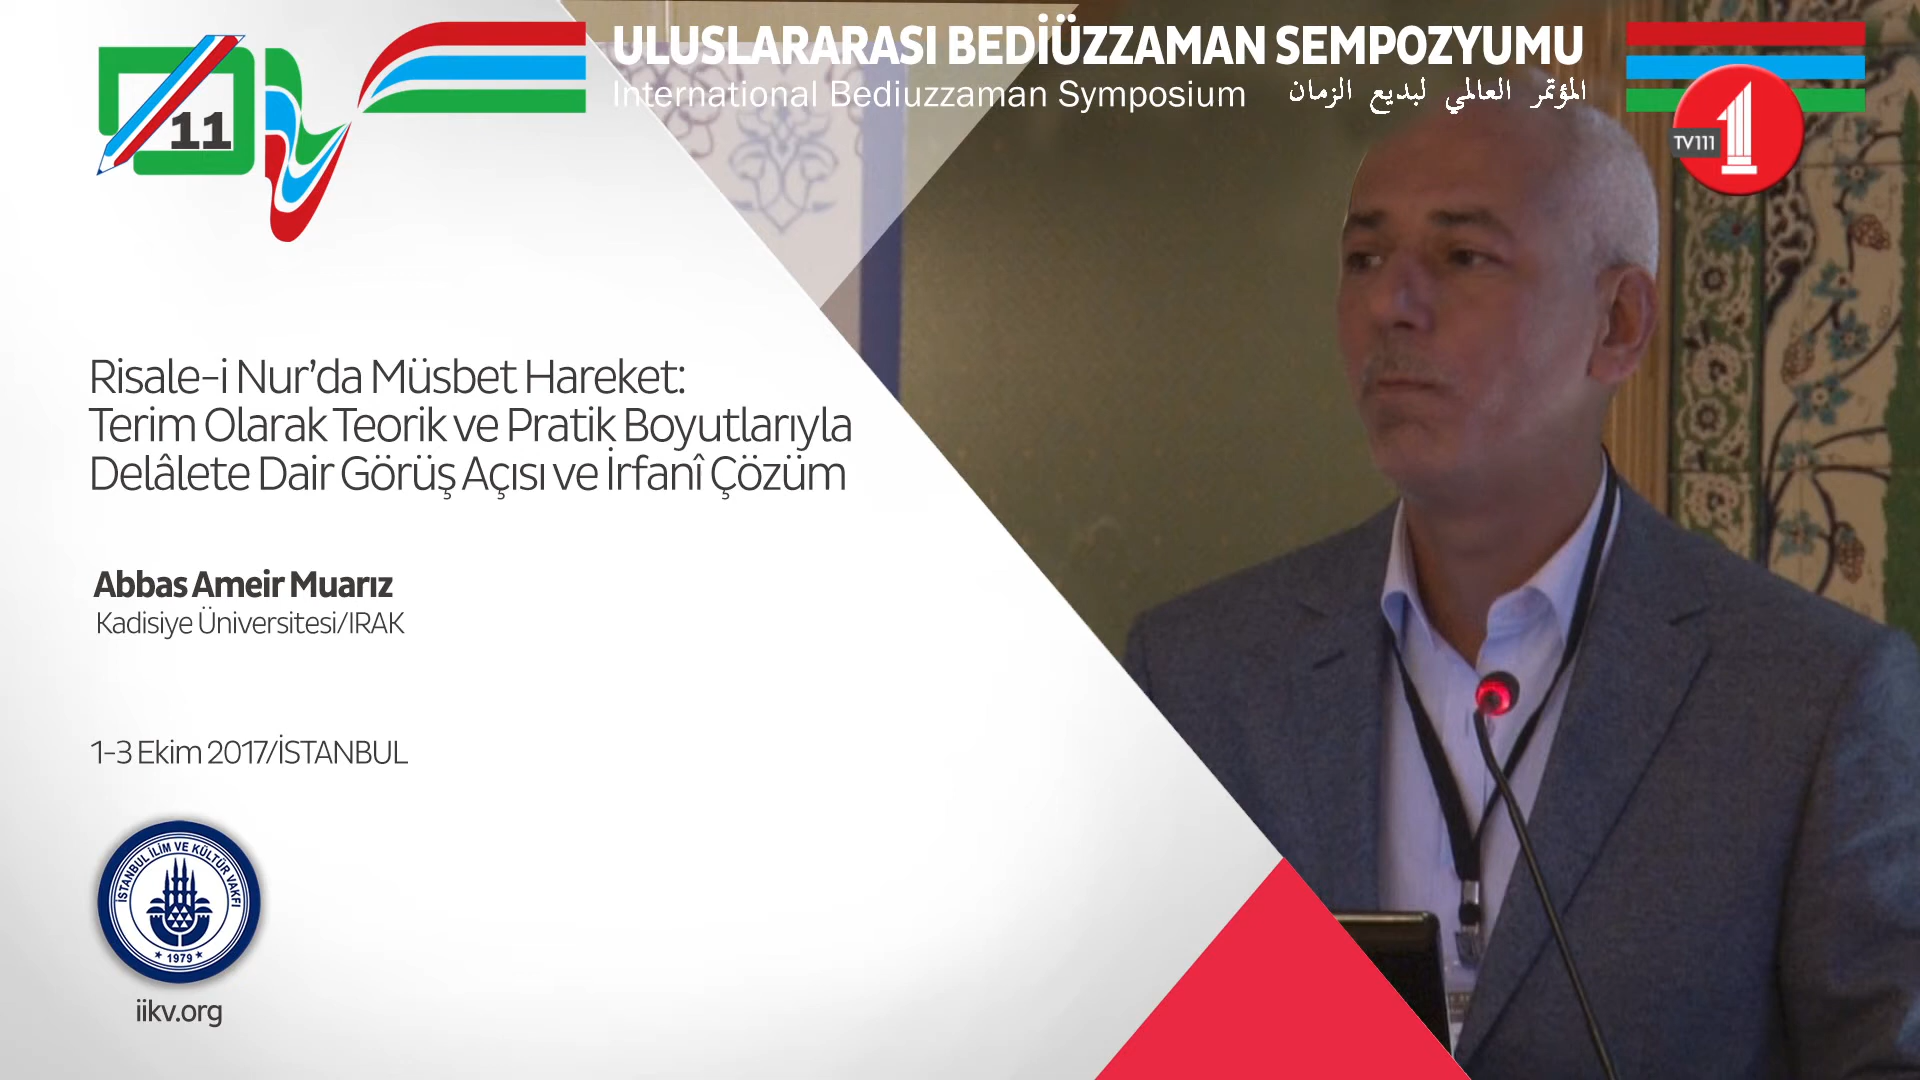 11
ULUSLARARASI BEDİÜZZAMAN SEMPOZYUMU
International Bediuzzaman Symposium
المؤتمر العالمي لبديع الزمان
TV111
1
Risale-i Nur’da Müsbet Hareket:
Terim Olarak Teorik ve Pratik Boyutlarıyla
Delâlete Dair Görüş Açısı ve İrfanî Çözüm
Abbas Ameir Muarız
Kadisiye Üniversitesi/IRAK
1-3 Ekim 2017/İSTANBUL
İSTANBUL İLİM VE KÜLTÜR VAKFI
1979
iikv.org